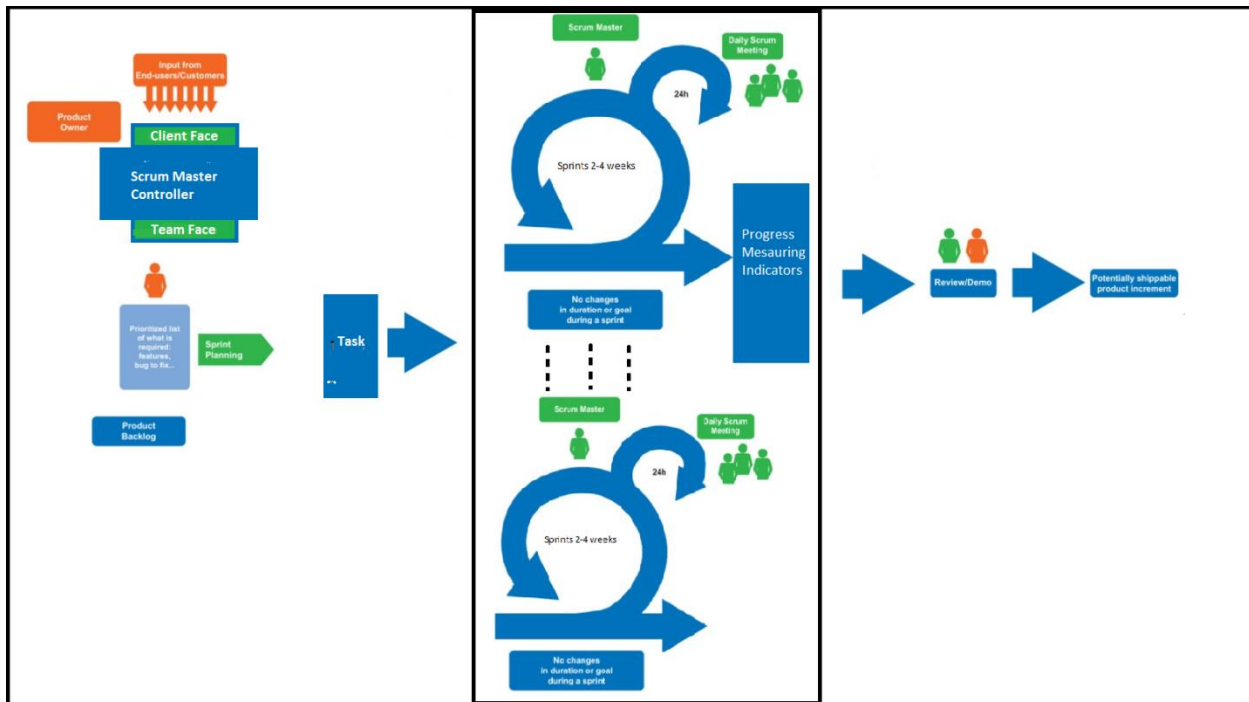 Input from
End-users/Customers
Product
Owner
Client Face
Scrum Master
Controller
Team Face
Prioritized list
of what is
required:
features,
bug to fix...
Sprint
Planning
Product
Backlog
Task
Scrum Master
Daily Scrum
Meeting
24h
Sprints 2-4 weeks
Progress
Mesauring
Indicators
No changes
in duration or goal
during a sprint
Scrum Master
Daily Scrum
Meeting
24h
Sprints 2-4 weeks
No changes
in duration or goal
during a sprint
Review/Demo
Potentially shippable
product increment